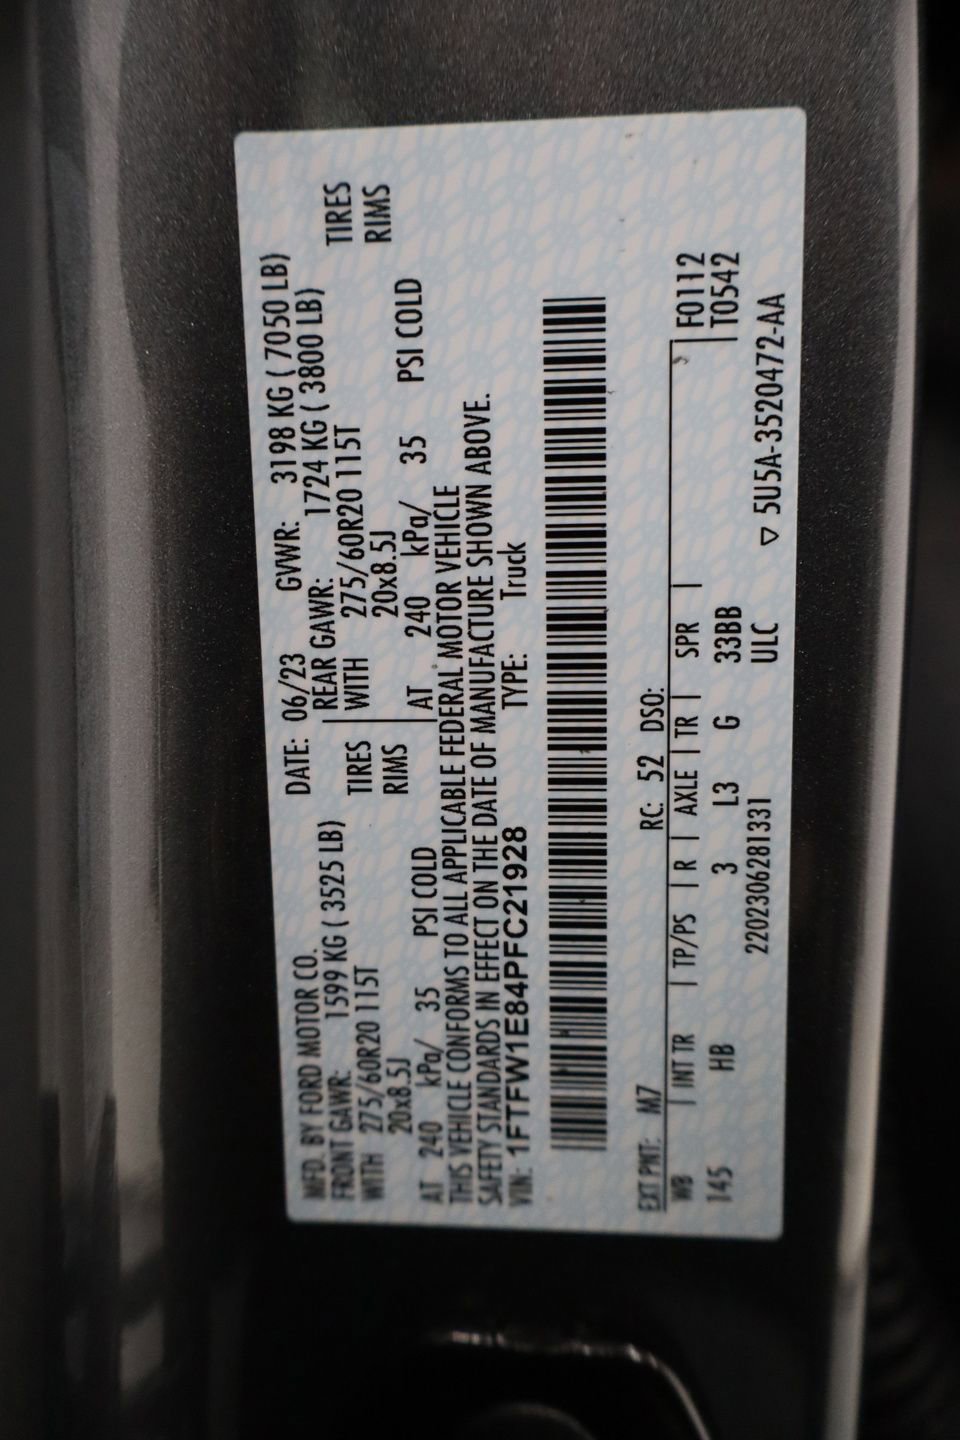 MFD. BY FORD MOTOR CO. DATE: 06/23 GVWR: 3198 KG ( 7050 LB)
FRONT GAWR: 1599 KG ( 3525 LB) REAR GAWR: 1724 KG ( 3800 LB)
WITH 275/60R20 115T TIRES WITH 275/60R20 115T TIRES
20x8.5J RIMS 20x8.5J RIMS
AT 240 kPa/ 35 PSI COLD AT 240 kPa/ 35 PSI COLD
THIS VEHICLE CONFORMS TO ALL APPLICABLE FEDERAL MOTOR VEHICLE
SAFETY STANDARDS IN EFFECT ON THE DATE OF MANUFACTURE SHOWN ABOVE.
VIN: 1FTFW1E84PFC21928 TYPE: Truck
EXT PNT: M7 RC: 52 DSO:
WB | INT TR | TP/PS | R | AXLE | TR | SPR | F0112
145 HB 3 L3 G 33BB T0542
2202306281331 ULC ▽ 5U5A-3520472-AA